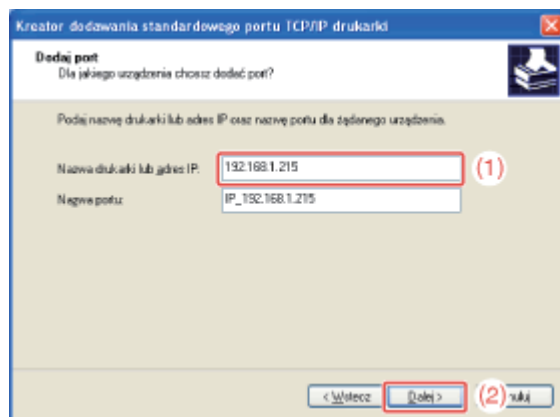 Kreator dodawania standardowego portu TCP/IP drukarki
Dodaj port
Dla jakiego urządzenia chcesz dodać port?
Podaj nazwę drukarki lub adres IP oraz nazwę portu dla żądanego urządzenia.
Nazwa drukarki lub adres IP: 192.168.1.215 (1)
Nazwa portu: IP_192.168.1.215
< Wstecz Dalej > (2) nuluj